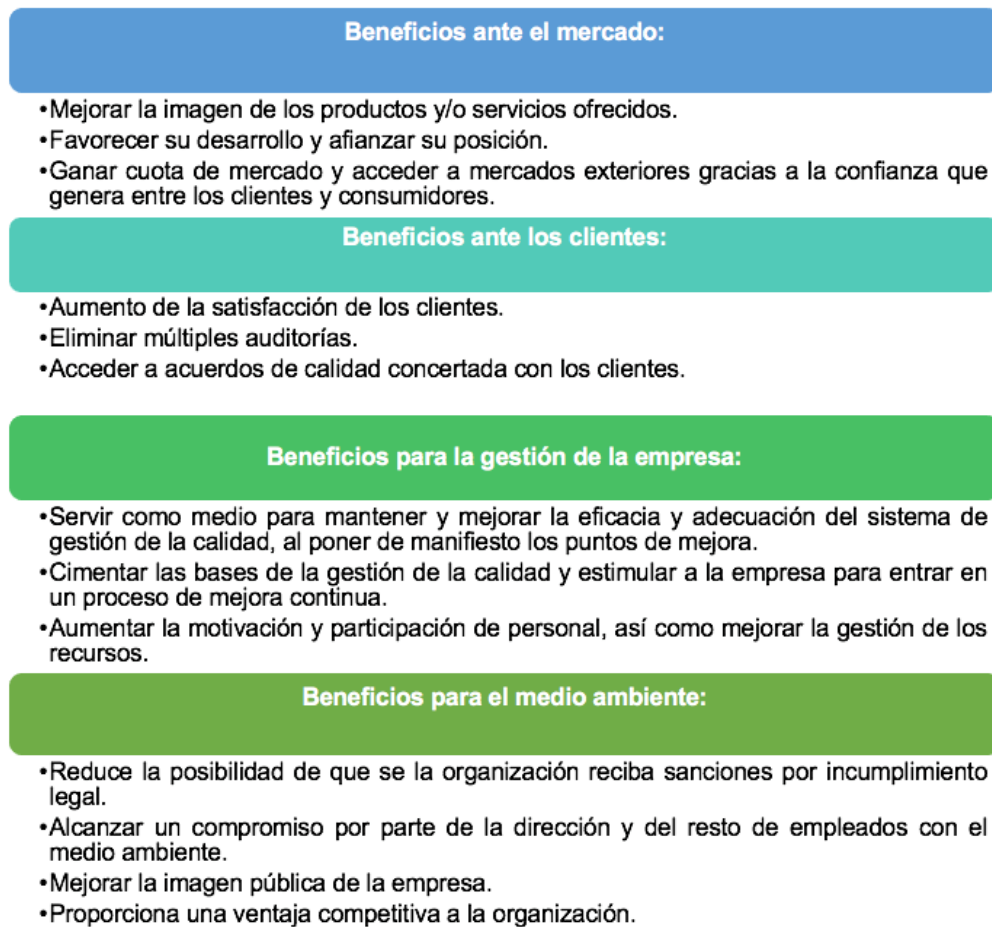 Beneficios ante el mercado:
•Mejorar la imagen de los productos y/o servicios ofrecidos.
•Favorecer su desarrollo y afianzar su posición.
•Ganar cuota de mercado y acceder a mercados exteriores gracias a la confianza que
genera entre los clientes y consumidores.
Beneficios ante los clientes:
•Aumento de la satisfacción de los clientes.
•Eliminar múltiples auditorías.
•Acceder a acuerdos de calidad concertada con los clientes.
Beneficios para la gestión de la empresa:
•Servir como medio para mantener y mejorar la eficacia y adecuación del sistema de
gestión de la calidad, al poner de manifiesto los puntos de mejora.
•Cimentar las bases de la gestión de la calidad y estimular a la empresa para entrar en
un proceso de mejora continua.
•Aumentar la motivación y participación de personal, así como mejorar la gestión de los
recursos.
Beneficios para el medio ambiente:
•Reduce la posibilidad de que se la organización reciba sanciones por incumplimiento
legal.
•Alcanzar un compromiso por parte de la dirección y del resto de empleados con el
medio ambiente.
•Mejorar la imagen pública de la empresa.
•Proporciona una ventaja competitiva a la organización.